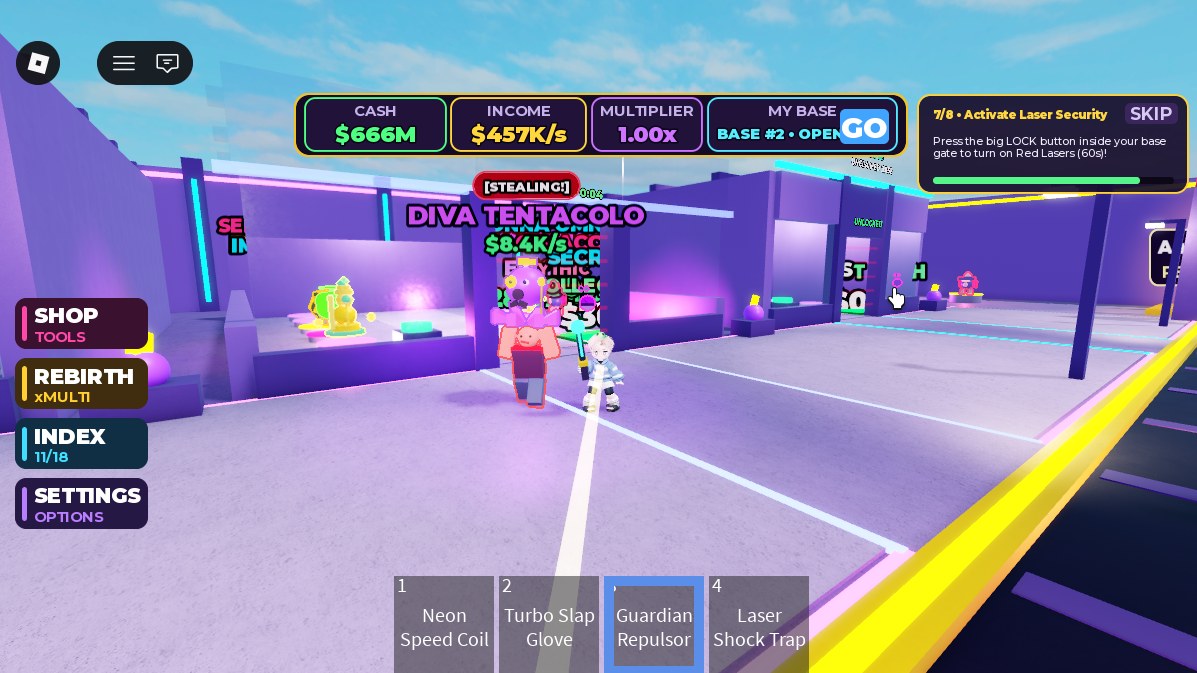 CASH
$666M
INCOME
$457K/s
MULTIPLIER
1.00x
MY BASE
BASE #2 • OPEN
GO
7/8 • Activate Laser Security
SKIP
Press the big LOCK button inside your base
gate to turn on Red Lasers (60s)!
[STEALING!]
0:04
DIVA TENTACOLO
$8.4K/s
UNLOCKED!
SHOP
TOOLS
REBIRTH
xMULTI
INDEX
11/18
SETTINGS
OPTIONS
1
Neon
Speed Coil
2
Turbo Slap
Glove
Guardian
Repulsor
4
Laser
Shock Trap